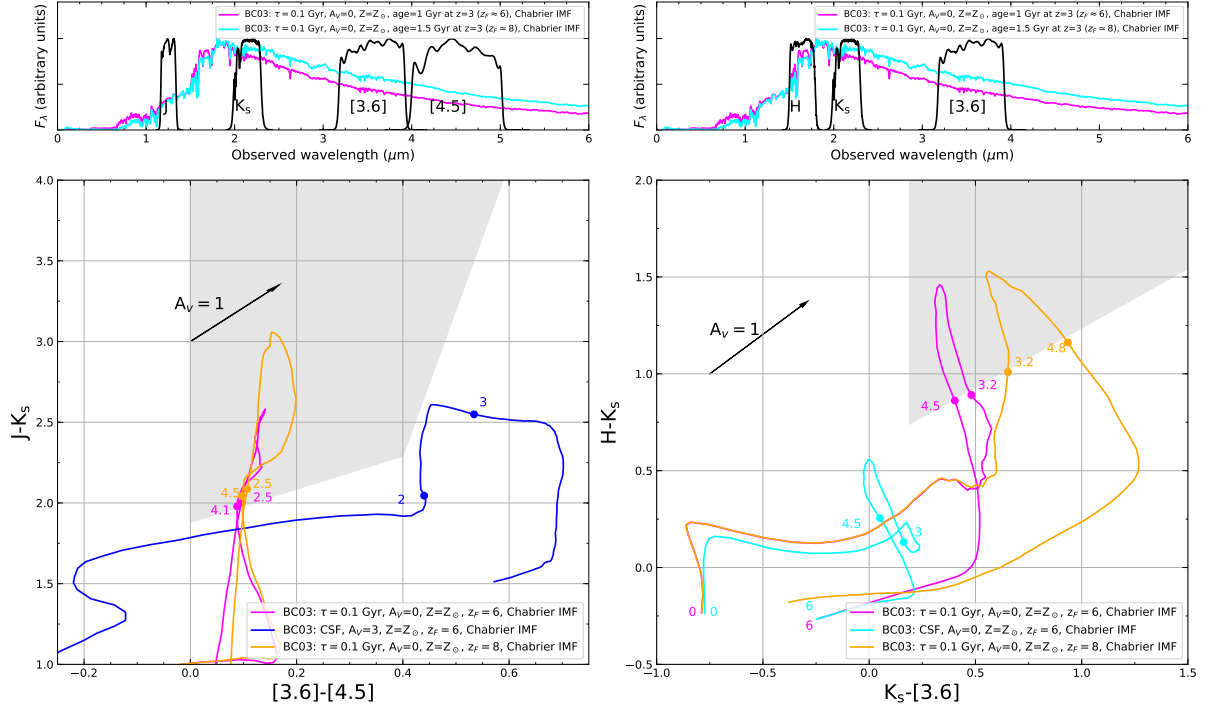 BC03: τ = 0.1 Gyr, A_V=0, Z=Z_⊙, age=1 Gyr at z=3 (z_F ≈ 6), Chabrier IMF
BC03: τ = 0.1 Gyr, A_V=0, Z=Z_⊙, age=1.5 Gyr at z=3 (z_F ≈ 8), Chabrier IMF
F_λ (arbitrary units)
K_s
[3.6]
[4.5]
0 1 2 3 4 5 6
Observed wavelength (μm)
BC03: τ = 0.1 Gyr, A_V=0, Z=Z_⊙, age=1 Gyr at z=3 (z_F ≈ 6), Chabrier IMF
BC03: τ = 0.1 Gyr, A_V=0, Z=Z_⊙, age=1.5 Gyr at z=3 (z_F ≈ 8), Chabrier IMF
F_λ (arbitrary units)
H
K_s
[3.6]
0 1 2 3 4 5 6
Observed wavelength (μm)
4.0
3.5
3.0
2.5
2.0
1.5
1.0
J-K_s
A_v = 1
3
2
2.5
4.5
2.5
4.1
BC03: τ = 0.1 Gyr, A_V=0, Z=Z_⊙, z_F = 6, Chabrier IMF
BC03: CSF, A_V=3, Z=Z_⊙, z_F = 6, Chabrier IMF
BC03: τ = 0.1 Gyr, A_V=0, Z=Z_⊙, z_F = 8, Chabrier IMF
−0.2 0.0 0.2 0.4 0.6
[3.6]-[4.5]
2.0
1.5
1.0
0.5
0.0
−0.5
H-K_s
A_v = 1
4.8
3.2
3.2
4.5
4.5
3
0
0
6
6
BC03: τ = 0.1 Gyr, A_V=0, Z=Z_⊙, z_F = 6, Chabrier IMF
BC03: CSF, A_V=0, Z=Z_⊙, z_F = 6, Chabrier IMF
BC03: τ = 0.1 Gyr, A_V=0, Z=Z_⊙, z_F = 8, Chabrier IMF
−1.0 −0.5 0.0 0.5 1.0 1.5
K_s-[3.6]